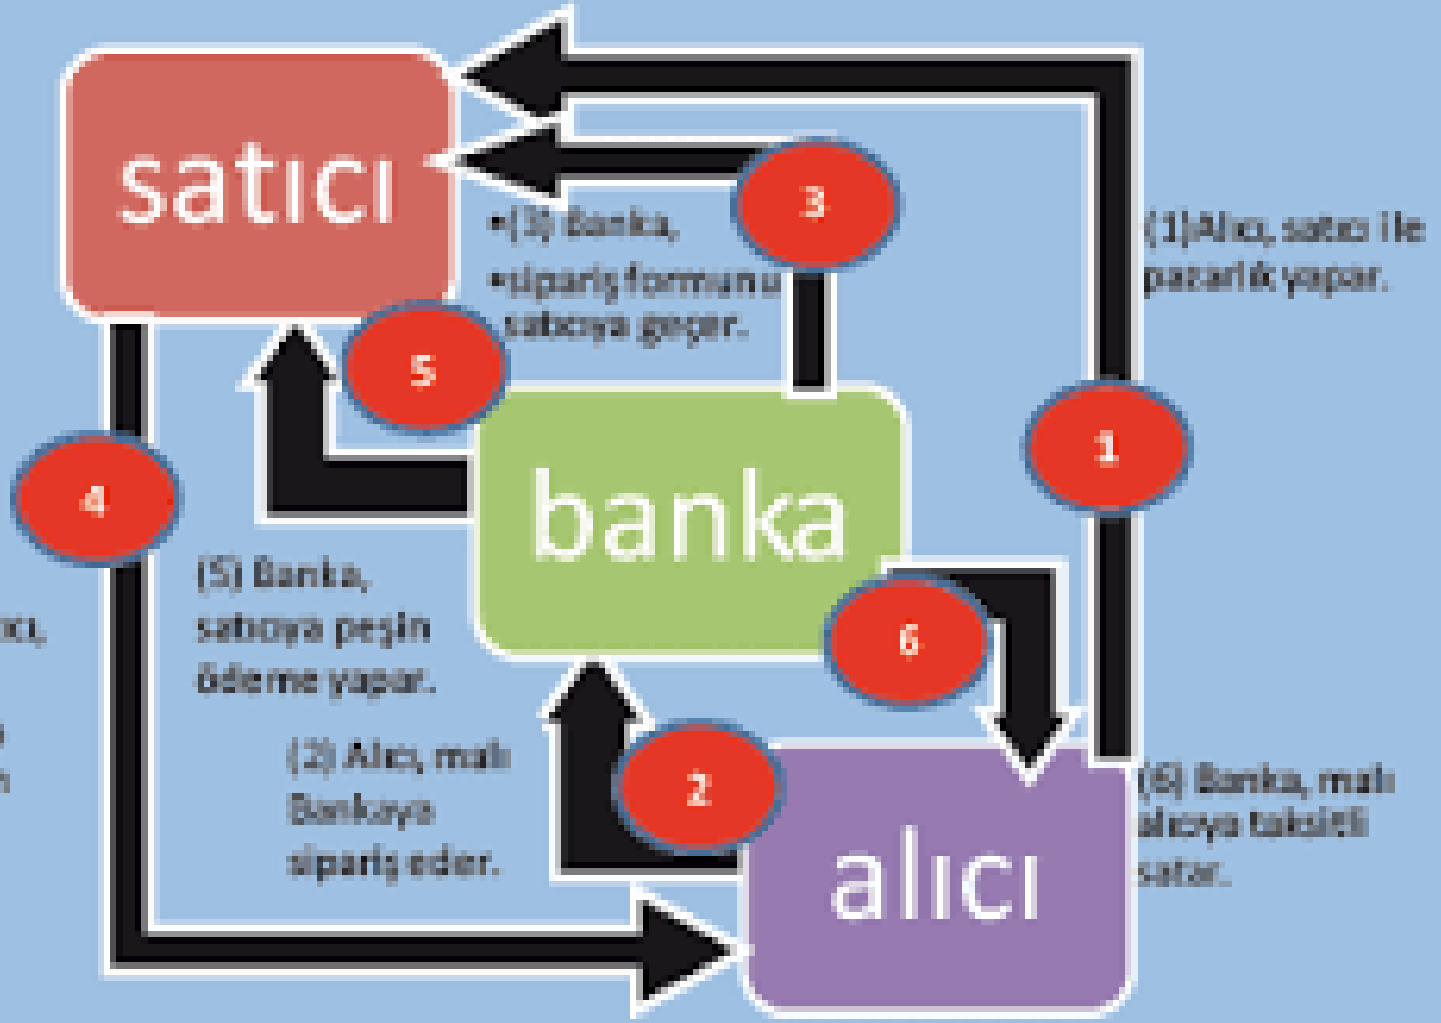 satıcı
3
•(3) Banka,
•sipariş formunu
satıcıya geçer.
(1)Alıcı, satıcı ile
pazarlık yapar.
5
4
banka
1
(5) Banka,
satıcıya peşin
ödeme yapar.
6
(2) Alıcı, malı
Bankaya
sipariş eder.
2
alıcı
(6) Banka, malı
alıcıya taksitli
satar.